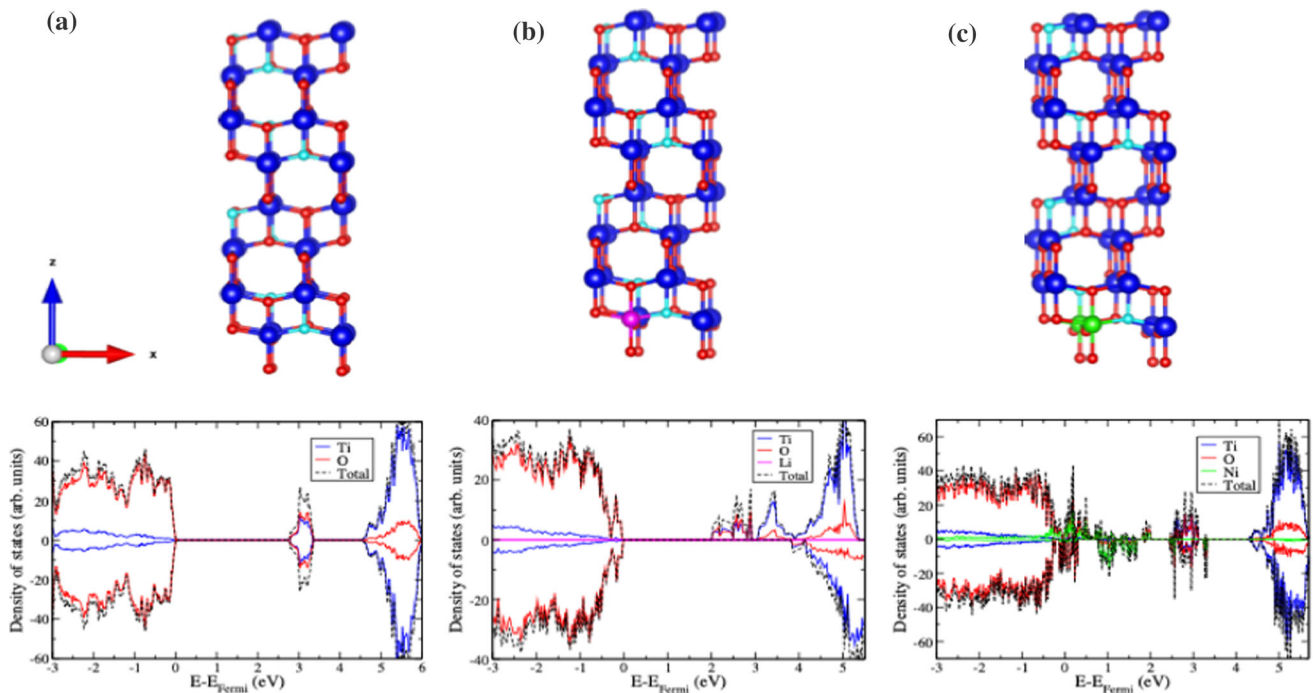 (a)
(b)
(c)
z
x
Density of states (arb. units)
60
40
20
0
-20
-40
-60
-3
-2
-1
0
1
2
3
4
5
6
E-E_Fermi (eV)
Ti
O
Total
Density of states (arb. units)
40
20
0
-20
-40
-3
-2
-1
0
1
2
3
4
5
E-E_Fermi (eV)
Ti
O
Li
Total
Density of states (arb. units)
60
40
20
0
-20
-40
-60
-3
-2
-1
0
1
2
3
4
5
E-E_Fermi (eV)
Ti
O
Ni
Total